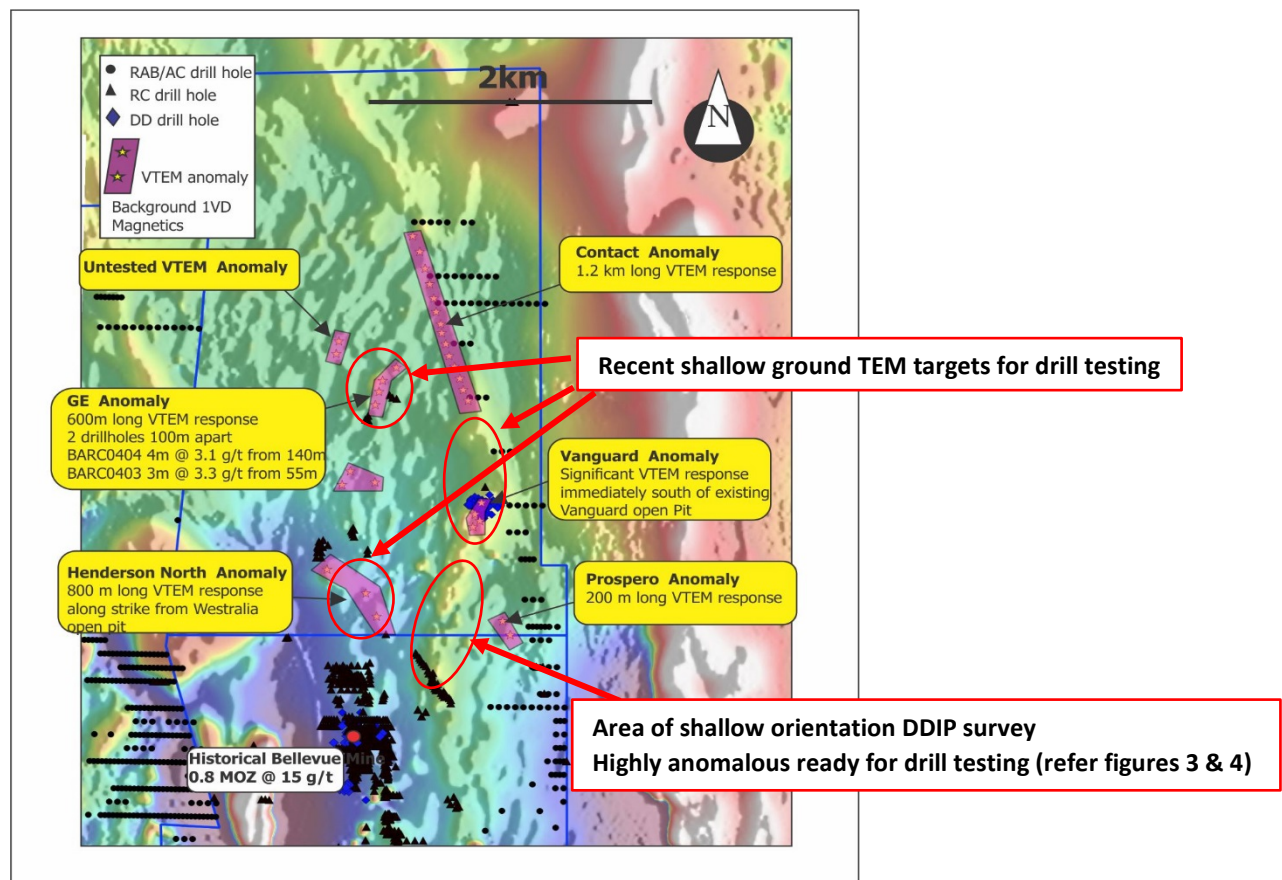 RAB/AC drill hole
RC drill hole
DD drill hole
VTEM anomaly
Background 1VD
Magnetics
2km
N
Untested VTEM Anomaly
Contact Anomaly
1.2 km long VTEM response
Recent shallow ground TEM targets for drill testing
GE Anomaly
600m long VTEM response
2 drillholes 100m apart
BARC0404 4m @ 3.1 g/t from 140m
BARC0403 3m @ 3.3 g/t from 55m
Vanguard Anomaly
Significant VTEM response
immediately south of existing
Vanguard open Pit
Henderson North Anomaly
800 m long VTEM response
along strike from Westralia
open pit
Prospero Anomaly
200 m long VTEM response
Area of shallow orientation DDIP survey
Highly anomalous ready for drill testing (refer figures 3 & 4)
Historical Bellevue Mine
0.8 MOZ @ 15 g/t